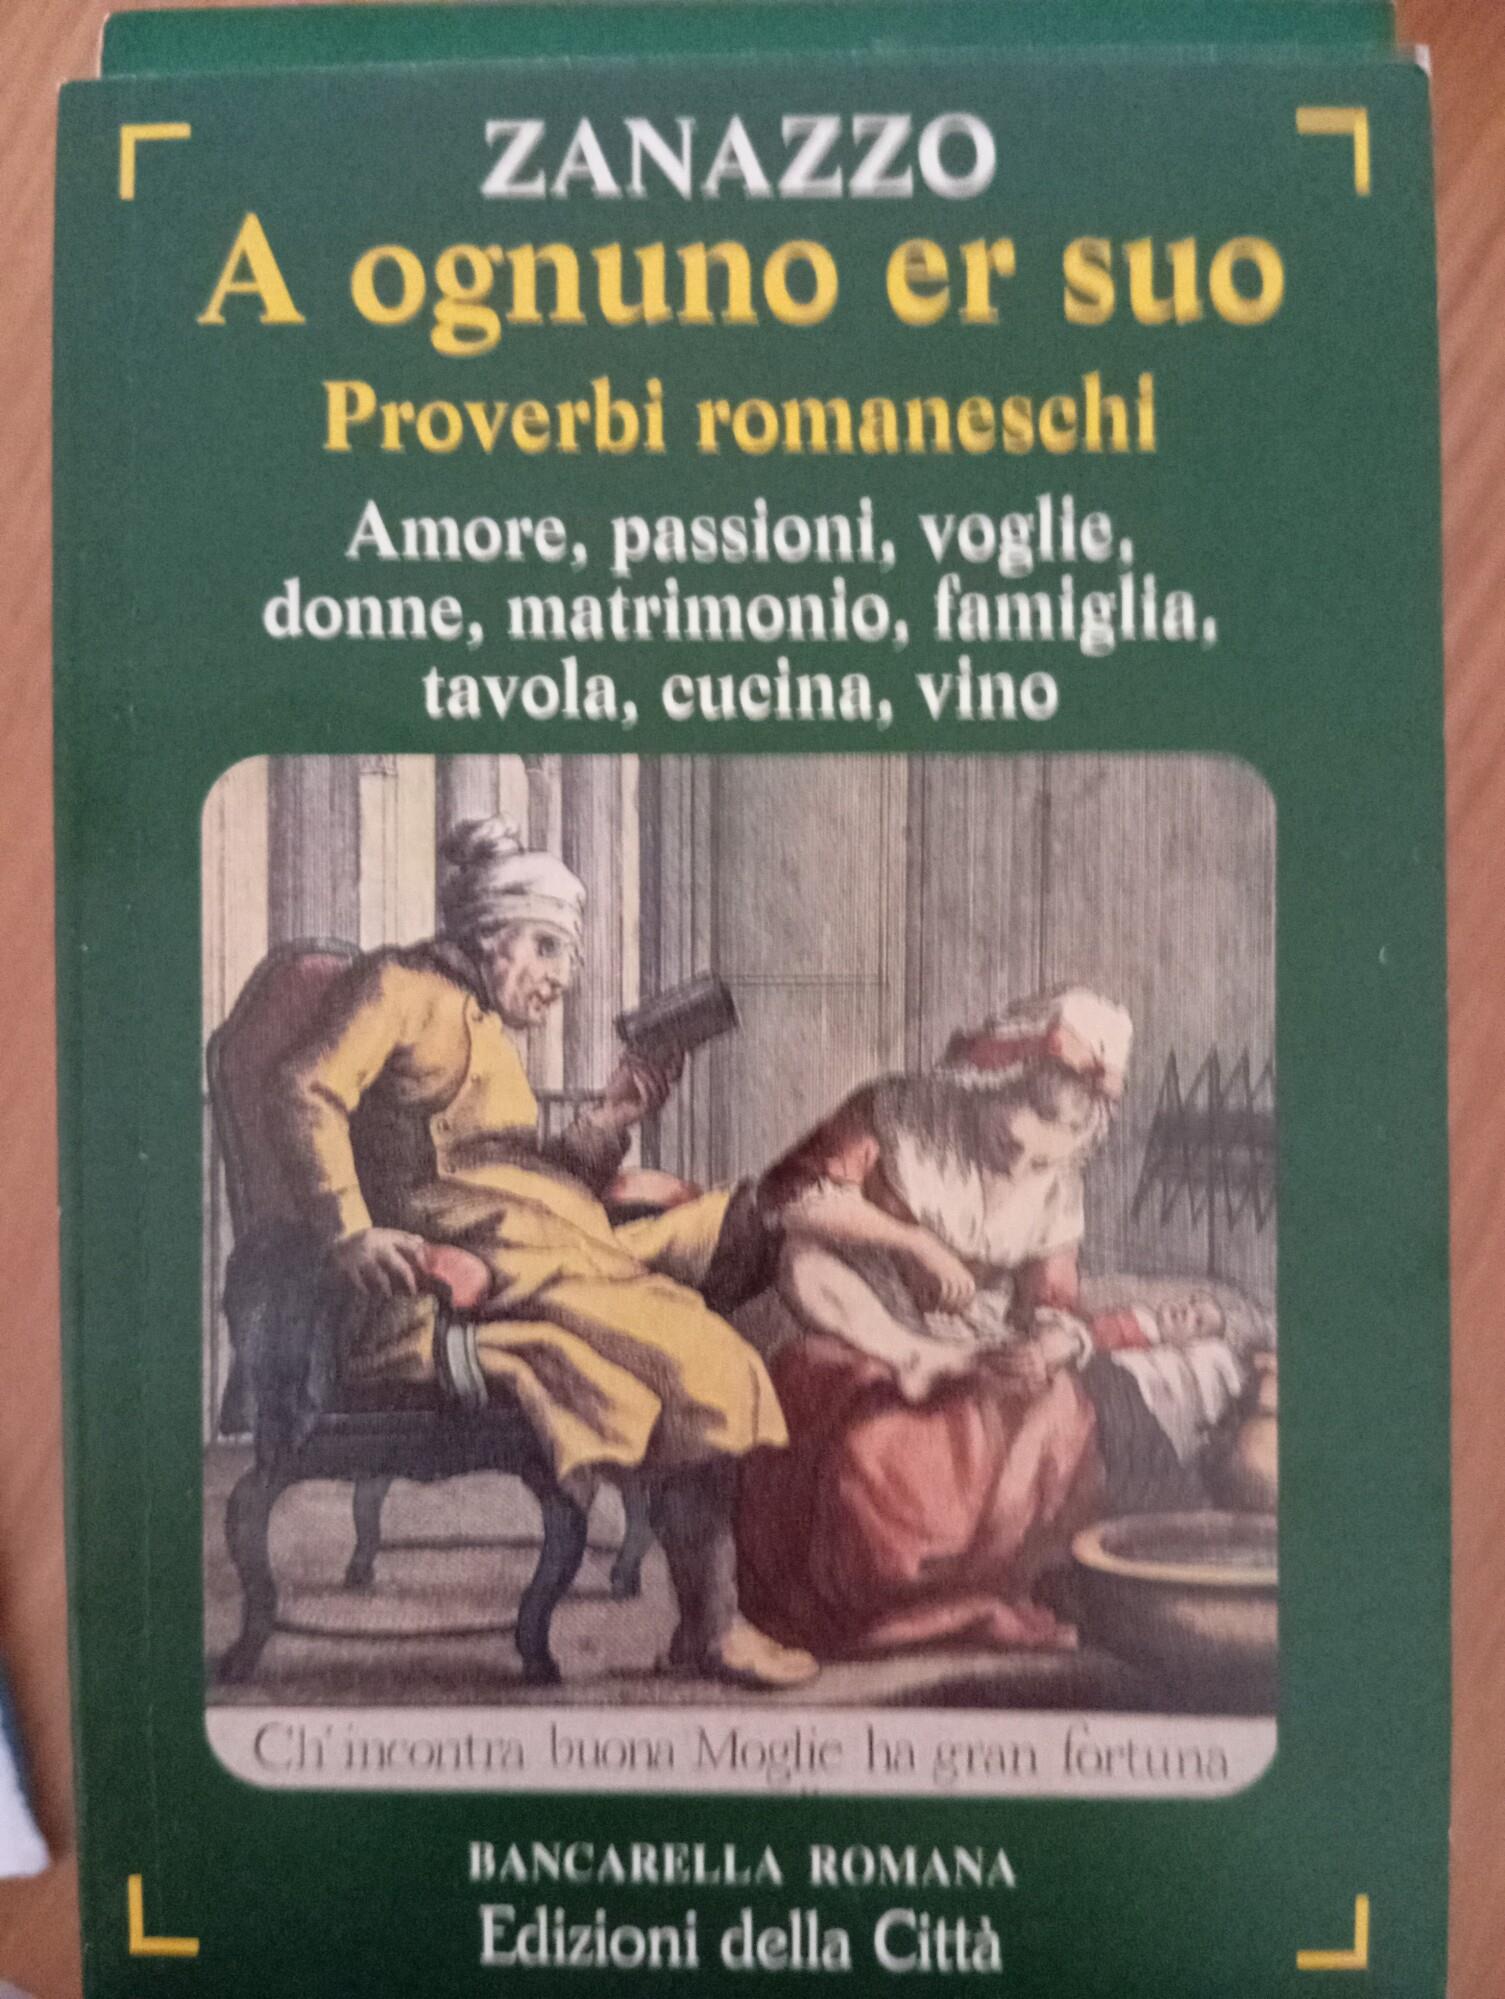 ZANAZZO
A ognuno er suo
Proverbi romaneschi
Amore, passioni, voglie,
donne, matrimonio, famiglia,
tavola, cucina, vino
Ch' incontra buona Moglie ha gran fortuna
BANCARELLA ROMANA
Edizioni della Città